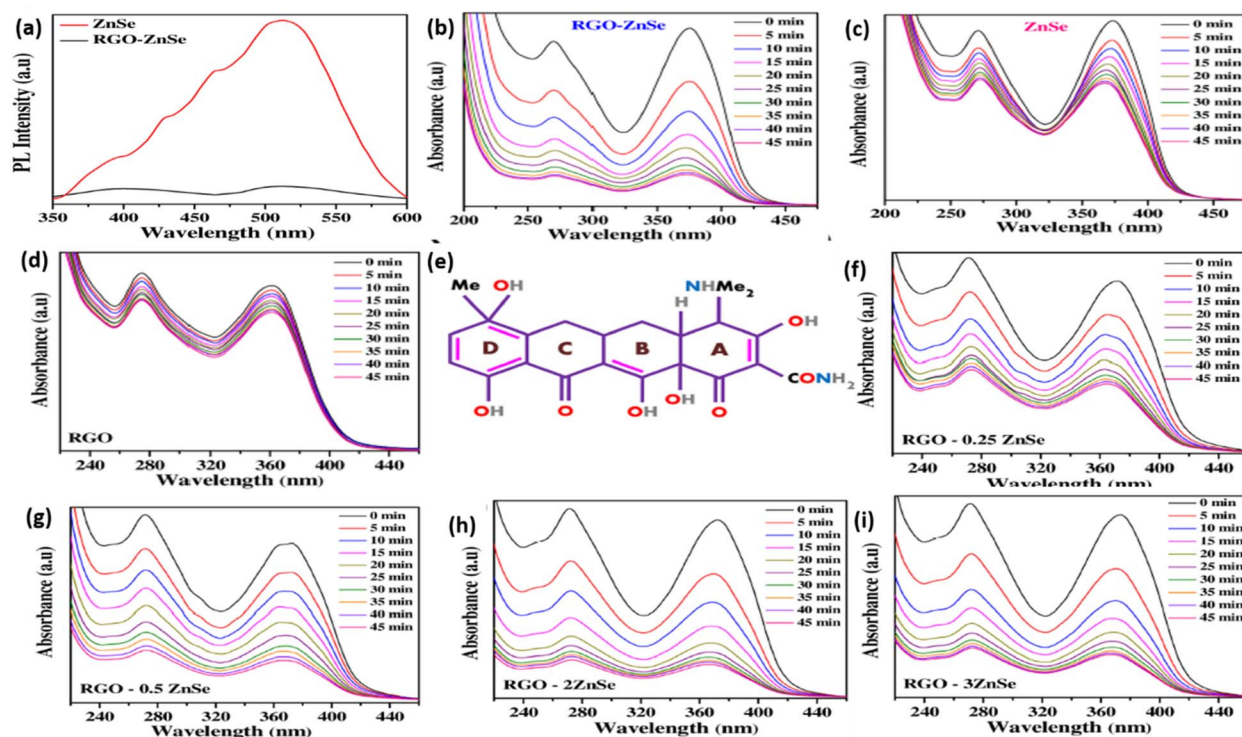 (a)
ZnSe
RGO-ZnSe
PL Intensity (a.u)
350 400 450 500 550 600
Wavelength (nm)
(b)
RGO-ZnSe
0 min
5 min
10 min
15 min
20 min
25 min
30 min
35 min
40 min
45 min
Absorbance (a.u)
200 250 300 350 400 450
Wavelength (nm)
(c)
ZnSe
0 min
5 min
10 min
15 min
20 min
25 min
30 min
35 min
40 min
45 min
Absorbance (a.u)
200 250 300 350 400 450
Wavelength (nm)
(d)
0 min
5 min
10 min
15 min
20 min
25 min
30 min
35 min
40 min
45 min
Absorbance (a.u)
RGO
240 280 320 360 400 440
Wavelength (nm)
(e)
Me OH
NHMe2
H
OH
D C B A
CONH2
OH O OH OH O
(f)
0 min
5 min
10 min
15 min
20 min
25 min
30 min
35 min
40 min
45 min
Absorbance (a.u)
RGO - 0.25 ZnSe
240 280 320 360 400 440
Wavelength (nm)
(g)
0 min
5 min
10 min
15 min
20 min
25 min
30 min
35 min
40 min
45 min
Absorbance (a.u)
RGO - 0.5 ZnSe
240 280 320 360 400 440
Wavelength (nm)
(h)
0 min
5 min
10 min
15 min
20 min
25 min
30 min
35 min
40 min
45 min
Absorbance (a.u)
RGO - 2ZnSe
240 280 320 360 400 440
Wavelength (nm)
(i)
0 min
5 min
10 min
15 min
20 min
25 min
30 min
35 min
40 min
45 min
Absorbance (a.u)
RGO - 3ZnSe
240 280 320 360 400 440
Wavelength (nm)